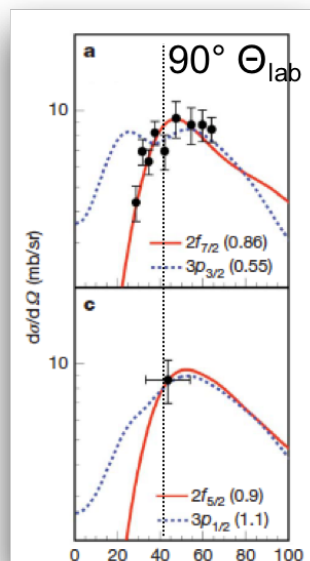 a
90° Θlab
10
2f7/2 (0.86)
3p3/2 (0.55)
dσ/dΩ (mb/sr)
c
10
2f5/2 (0.9)
3p1/2 (1.1)
0 20 40 60 80 100